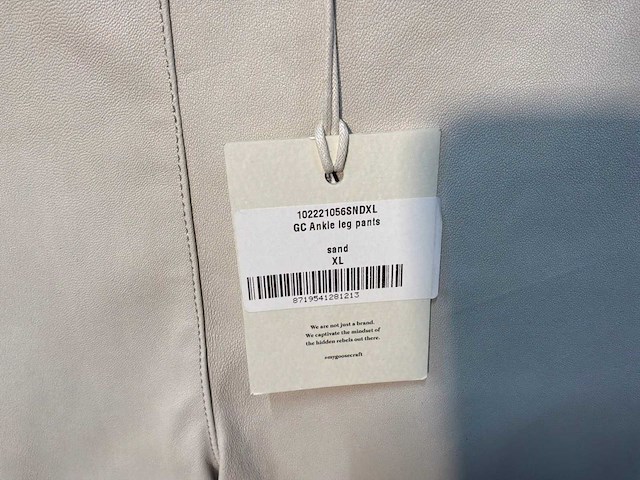 102221056SNDXL
GC Ankle leg pants
sand
XL
8719541281213
We are not just a brand.
We captivate the mindset of
the hidden rebels out there.
#mygoosecraft